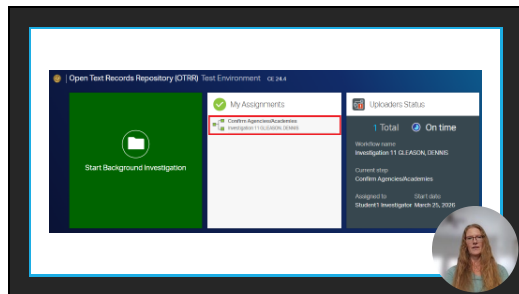 Open Text Records Repository (OTRR) Test Environment CE 24.4
Start Background Investigation
My Assignments
Confirm Agencies/Academies
Investigation 11 GLEASON, DENNIS
Uploaders Status
1 Total On time
Workflow name
Investigation 11 GLEASON, DENNIS
Current step
Confirm Agencies/Academies
Assigned to Start date
Student1 Investigator March 25, 2026